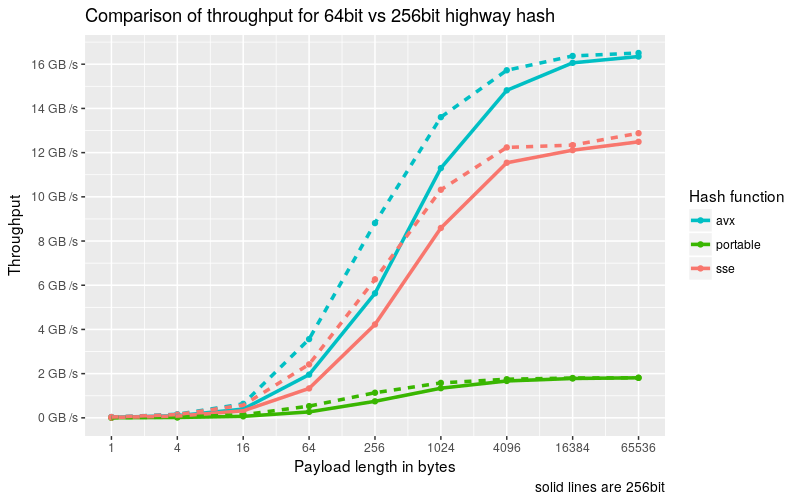 Comparison of throughput for 64bit vs 256bit highway hash
Throughput
16 GB /s
14 GB /s
12 GB /s
10 GB /s
8 GB /s
6 GB /s
4 GB /s
2 GB /s
0 GB /s
1 4 16 64 256 1024 4096 16384 65536
Payload length in bytes
Hash function
avx
portable
sse
solid lines are 256bit